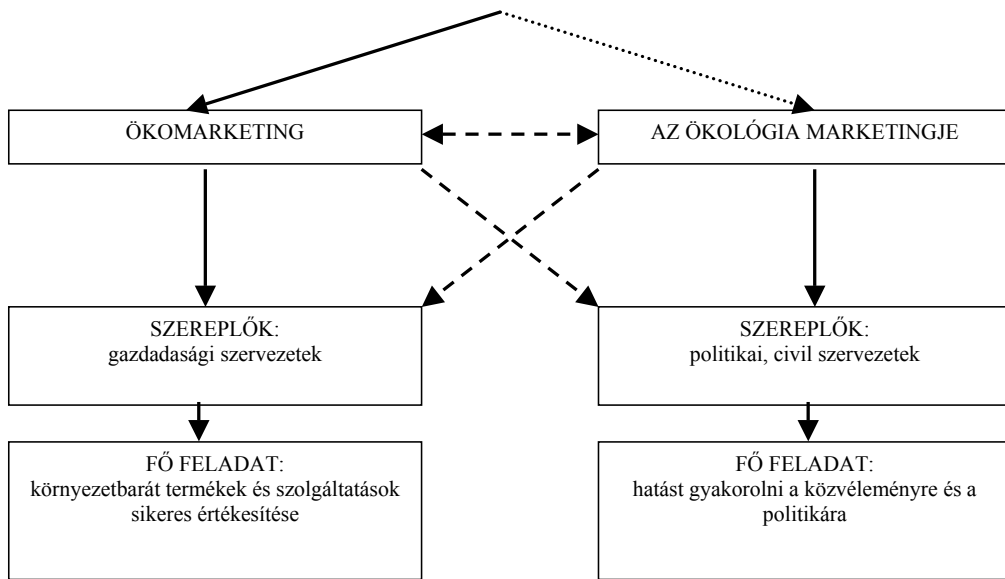 ÖKOMARKETING
AZ ÖKOLÓGIA MARKETINGJE
SZEREPLŐK:
gazdadasági szervezetek
SZEREPLŐK:
politikai, civil szervezetek
FŐ FELADAT:
környezetbarát termékek és szolgáltatások
sikeres értékesítése
FŐ FELADAT:
hatást gyakorolni a közvéleményre és a
politikára